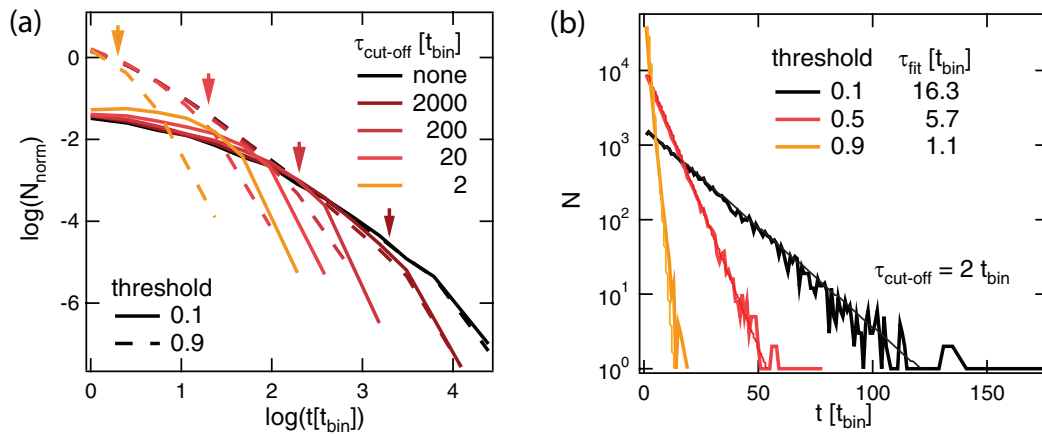 (a)
τcut-off [tbin]
none
2000
200
20
2
threshold
0.1
0.9
0
-2
-4
-6
log(Nnorm)
0 1 2 3 4
log(t[tbin])
(b)
threshold τfit [tbin]
0.1 16.3
0.5 5.7
0.9 1.1
τcut-off = 2 tbin
10^4
10^3
10^2
10^1
10^0
N
0 50 100 150
t [tbin]